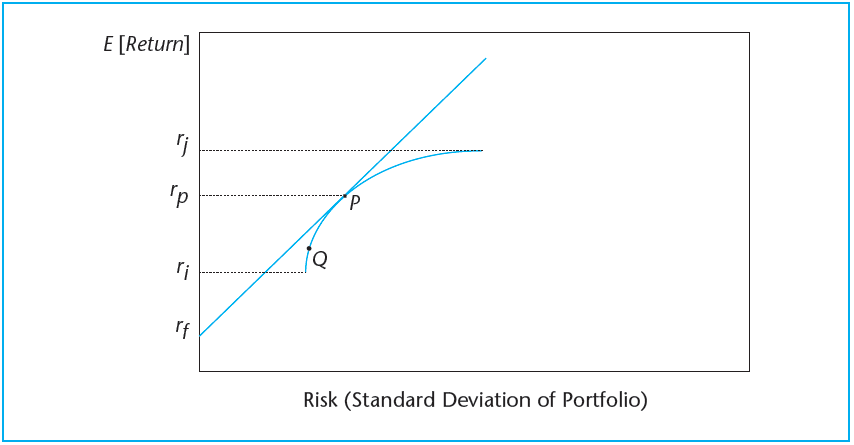 E [Return]
rj
rp
P
Q
ri
rf
Risk (Standard Deviation of Portfolio)